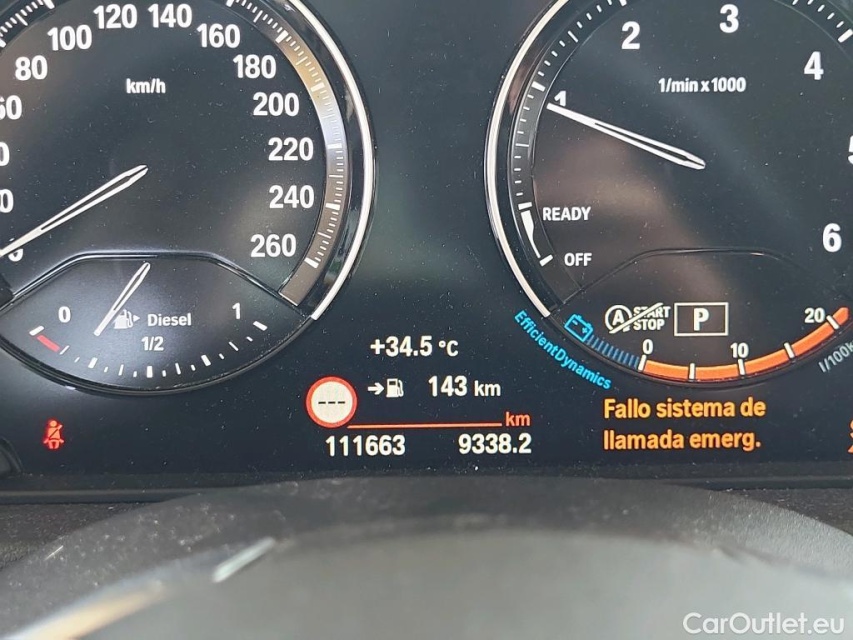 80
100
120
140
160
180
200
220
240
260
km/h
0
1
Diesel
1/2
1
2
3
4
6
1/min x 1000
READY
OFF
A START
STOP
P
0
10
20
EfficientDynamics
+34.5 °C
---
143 km
km
111663
9338.2
Fallo sistema de
llamada emerg.
CarOutlet.eu